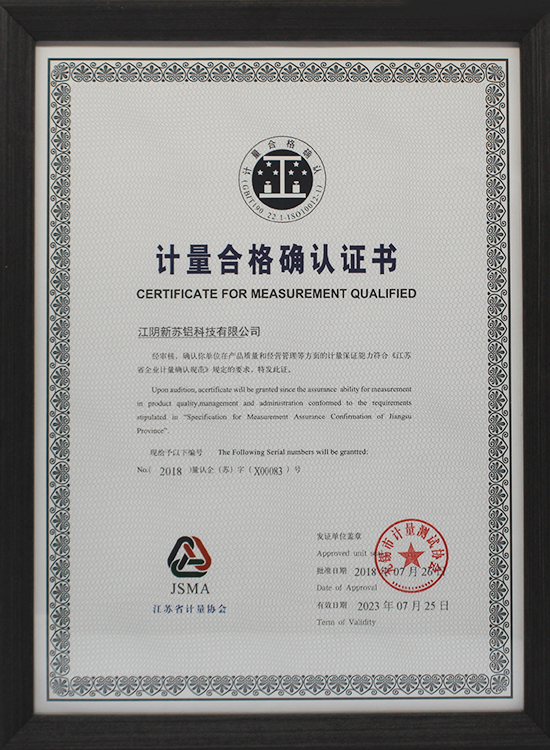 计量合格确认
(GB/T19022.1-ISO10012-1)
计量合格确认证书
CERTIFICATE FOR MEASUREMENT QUALIFIED
江阴新苏铝科技有限公司
经审核、确认你单位在产品质量和经营管理等方面的计量保证能力符合《江苏
省企业计量确认规范》规定的要求，特发此证。
Upon audition, acertificate will be granted since the assurance ability for measurement
in product quality,management and administration conformed to the requirements
stipulated in “Specification for Measurement Assurance Confirmation of Jiangsu
Province”.
现给予以下编号 The Following Serial numbers will be grantted:
No.( 2018 )量认企（苏）字（ X00083 ）号
发证单位盖章
Approved unit seal
无锡市计量测试协会
批准日期 2018 年 07 月 26 日
Date of Approval
有效日期 2023 年 07 月 25 日
Term of Validity
JSMA
江苏省计量协会